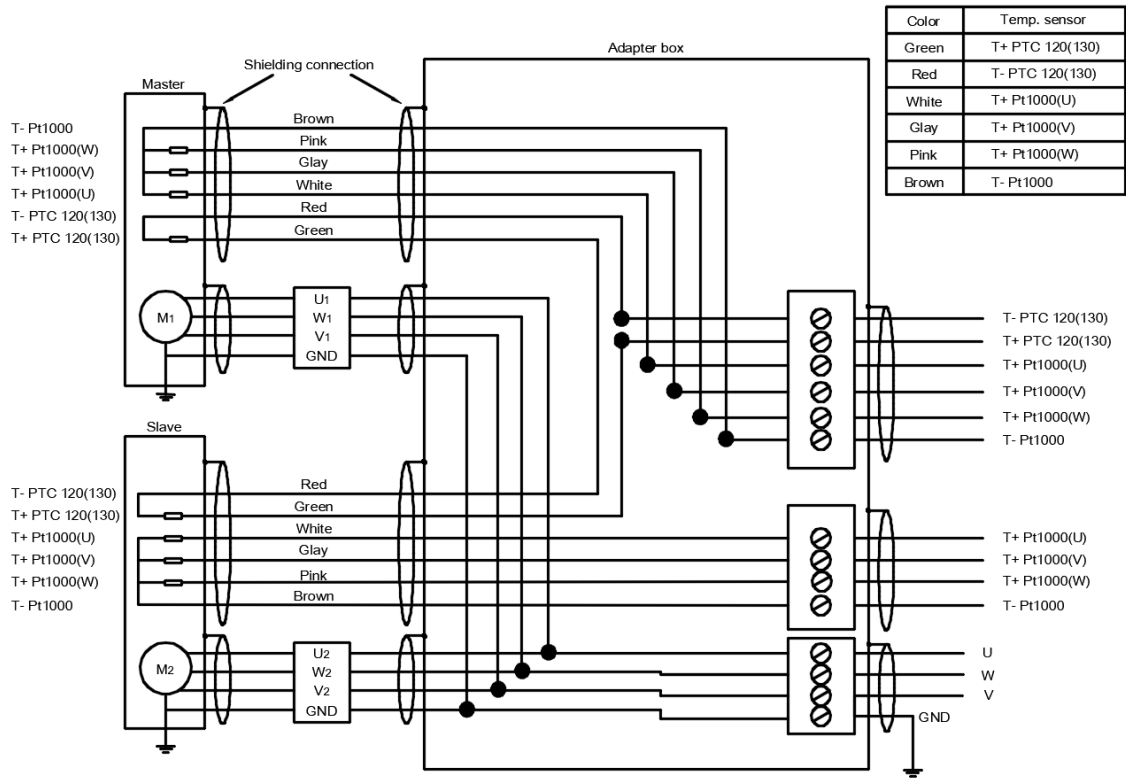 Color Temp. sensor
Green T+ PTC 120(130)
Red T- PTC 120(130)
White T+ Pt1000(U)
Glay T+ Pt1000(V)
Pink T+ Pt1000(W)
Brown T- Pt1000
Adapter box
Shielding connection
Master
T- Pt1000
T+ Pt1000(W)
T+ Pt1000(V)
T+ Pt1000(U)
T- PTC 120(130)
T+ PTC 120(130)
Brown
Pink
Glay
White
Red
Green
M1
U1
W1
V1
GND
T- PTC 120(130)
T+ PTC 120(130)
T+ Pt1000(U)
T+ Pt1000(V)
T+ Pt1000(W)
T- Pt1000
Slave
T- PTC 120(130)
T+ PTC 120(130)
T+ Pt1000(U)
T+ Pt1000(V)
T+ Pt1000(W)
T- Pt1000
Red
Green
White
Glay
Pink
Brown
T+ Pt1000(U)
T+ Pt1000(V)
T+ Pt1000(W)
T- Pt1000
M2
U2
W2
V2
GND
U
W
V
GND